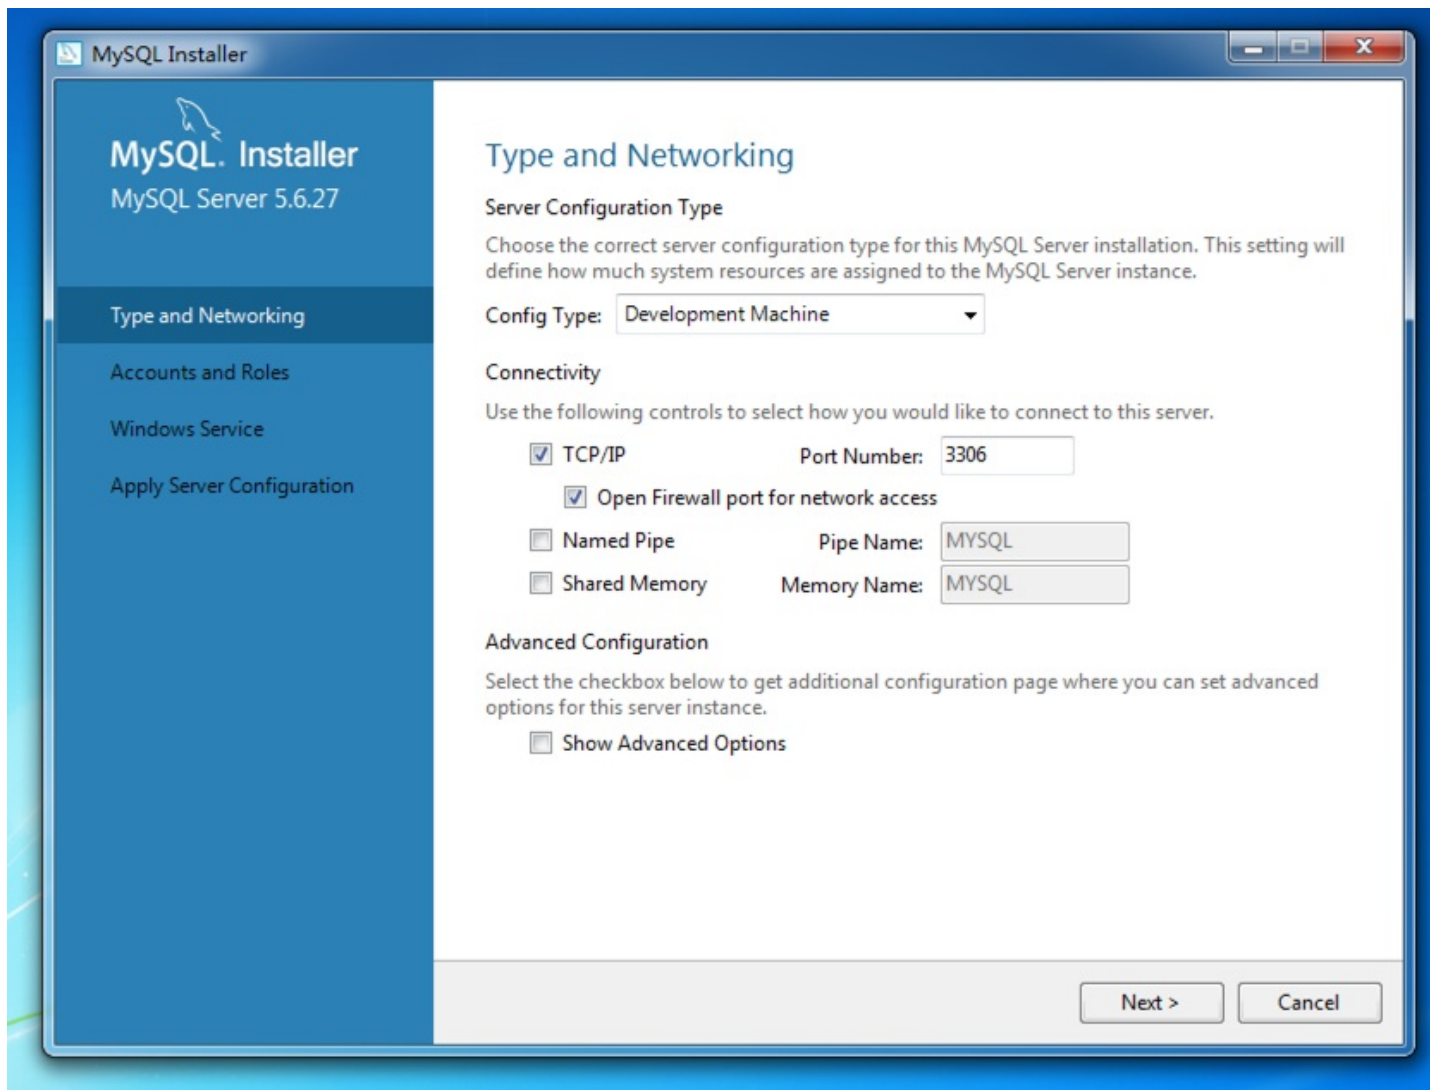 MySQL Installer
MySQL. Installer
MySQL Server 5.6.27
Type and Networking
Accounts and Roles
Windows Service
Apply Server Configuration
Type and Networking
Server Configuration Type
Choose the correct server configuration type for this MySQL Server installation. This setting will
define how much system resources are assigned to the MySQL Server instance.
Config Type: Development Machine
Connectivity
Use the following controls to select how you would like to connect to this server.
TCP/IP Port Number: 3306
Open Firewall port for network access
Named Pipe Pipe Name: MYSQL
Shared Memory Memory Name: MYSQL
Advanced Configuration
Select the checkbox below to get additional configuration page where you can set advanced
options for this server instance.
Show Advanced Options
Next > Cancel